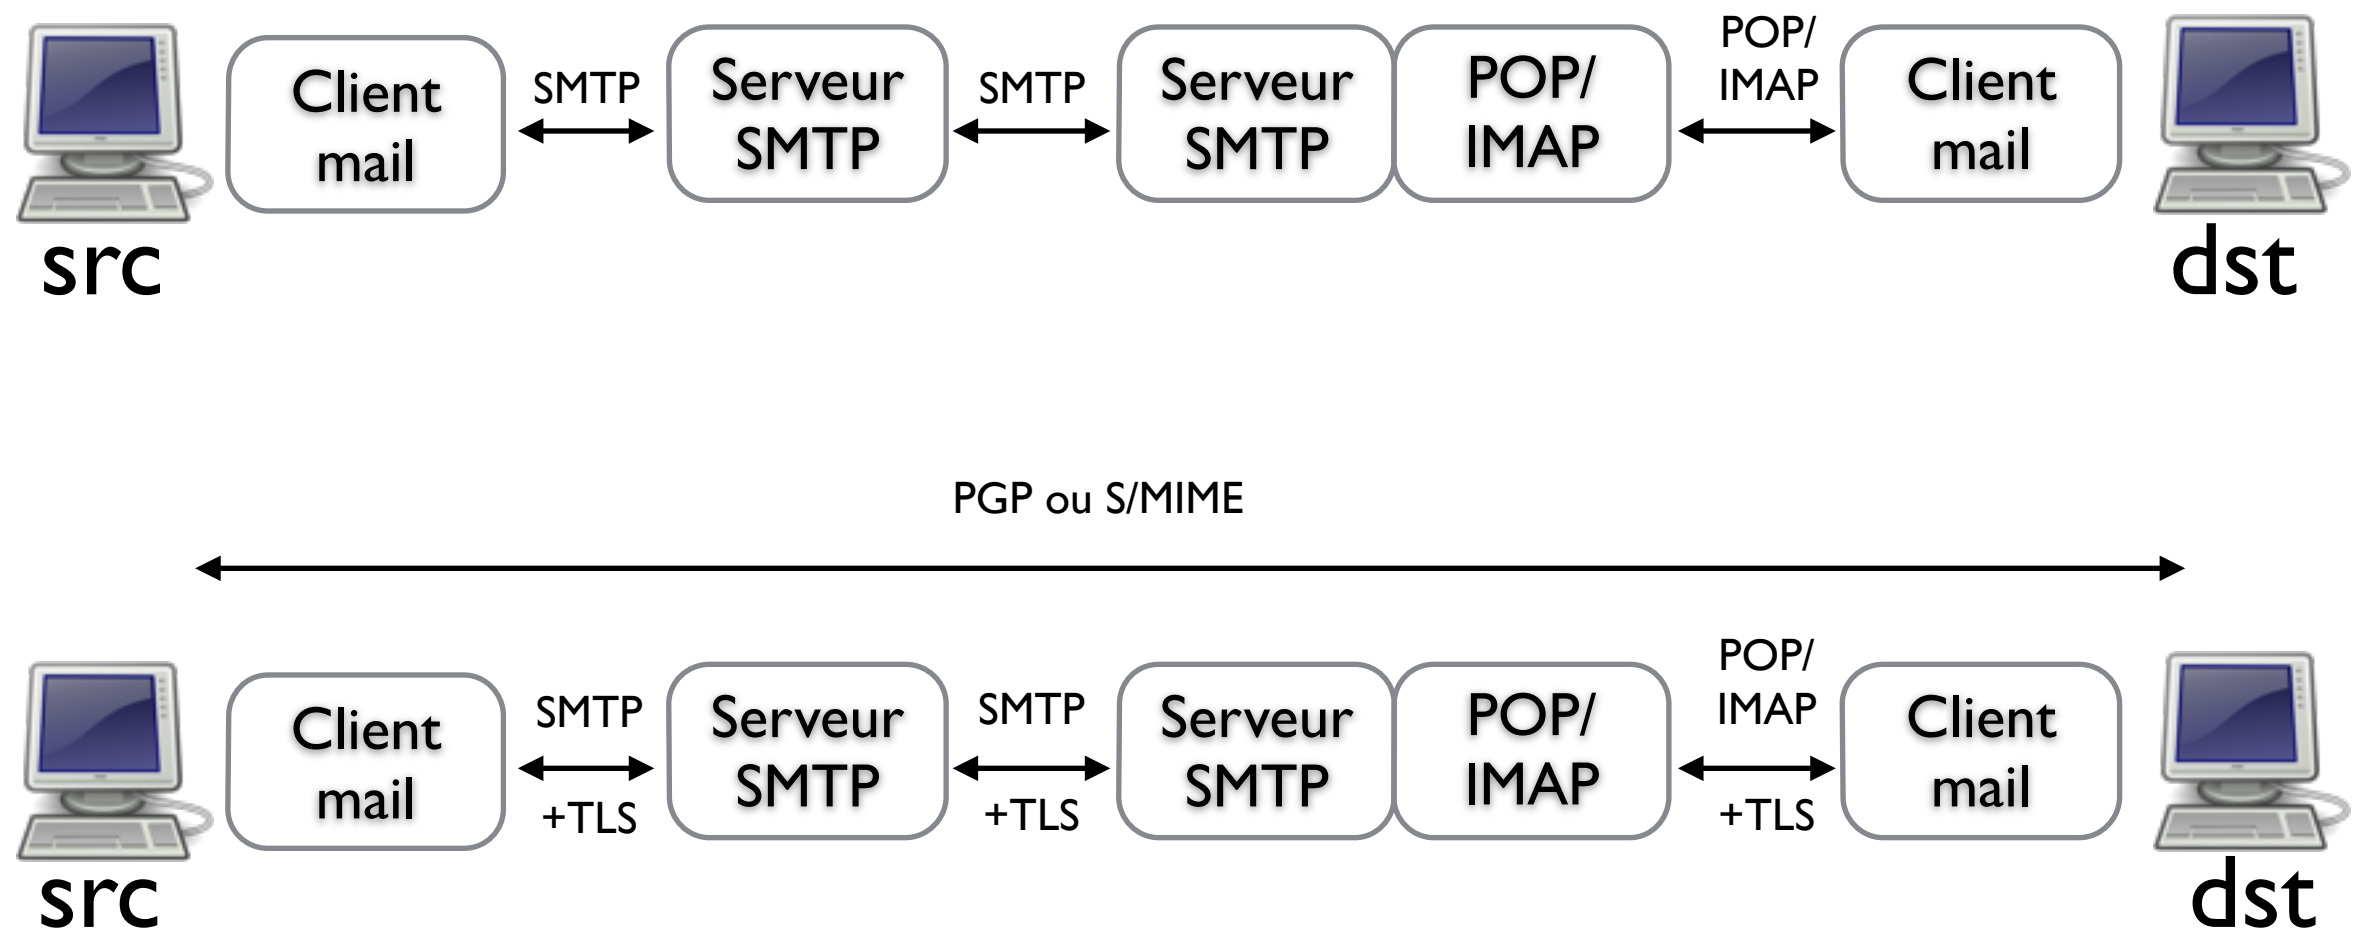 POP/
IMAP
Client
mail
SMTP
Serveur
SMTP
SMTP
Serveur
SMTP
POP/
IMAP
Client
mail
src
dst
PGP ou S/MIME
POP/
IMAP
Client
mail
SMTP
+TLS
Serveur
SMTP
SMTP
+TLS
Serveur
SMTP
POP/
IMAP
+TLS
Client
mail
src
dst